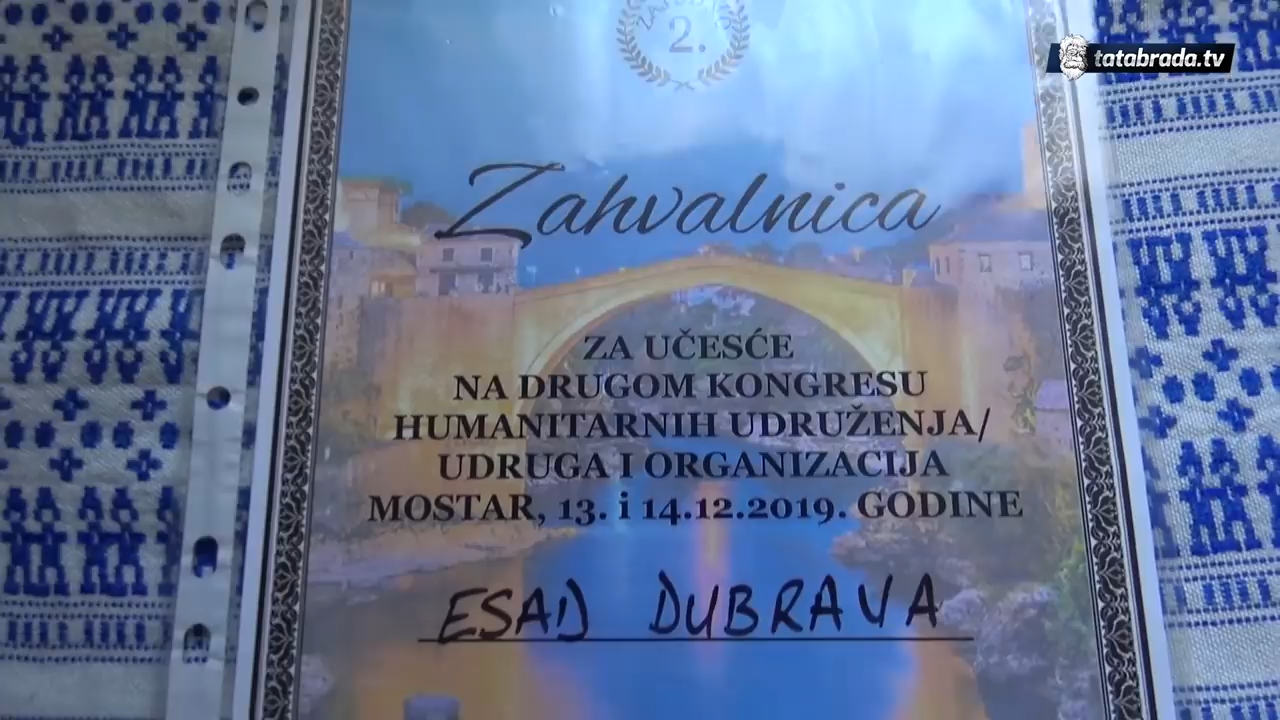 tatabrada.tv
2.
Zahvalnica
ZA UČESĆE
NA DRUGOM KONGRESU
HUMANITARNIH UDRUŽENJA/
UDRUGA I ORGANIZACIJA
MOSTAR, 13. i 14.12.2019. GODINE
ESAD DUBRAVA